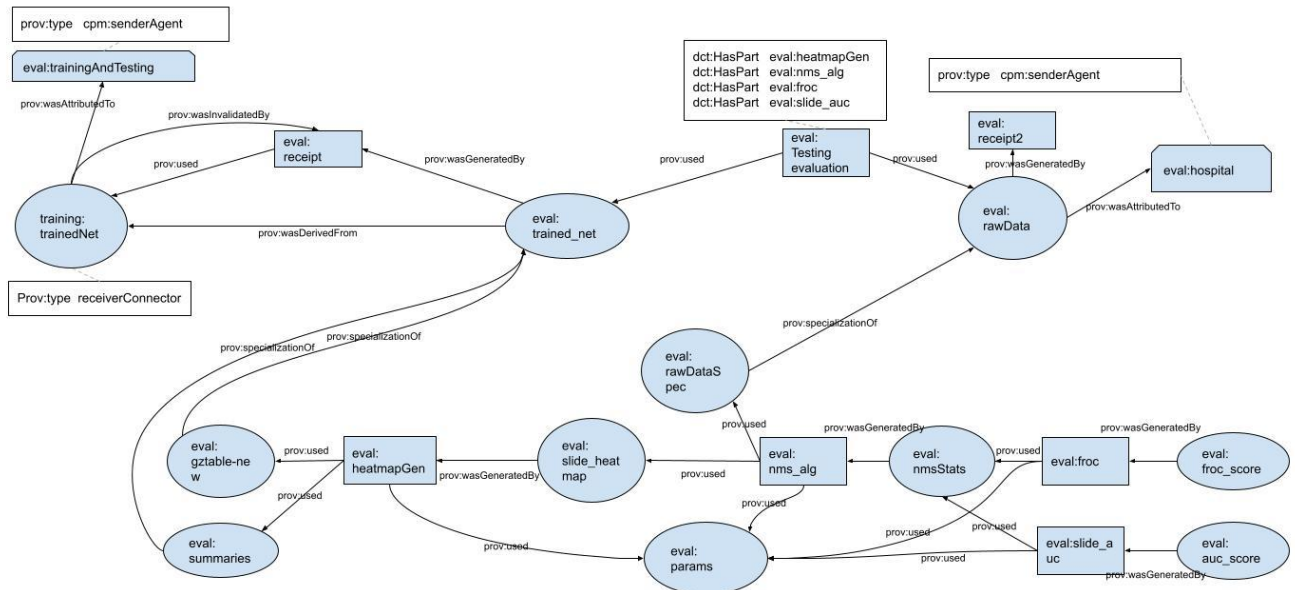 prov:type cpm:senderAgent
eval:trainingAndTesting
prov:wasAttributedTo
prov:wasInvalidatedBy
eval:
receipt
prov:used
prov:wasGeneratedBy
training:
trainedNet
prov:wasDerivedFrom
eval:
trained_net
Prov:type receiverConnector
dct:HasPart eval:heatmapGen
dct:HasPart eval:nms_alg
dct:HasPart eval:froc
dct:HasPart eval:slide_auc
eval:
Testing
evaluation
prov:used
prov:used
prov:type cpm:senderAgent
eval:
receipt2
prov:wasGeneratedBy
eval:hospital
eval:
rawData
prov:wasAttributedTo
prov:specializationOf
prov:specializationOf
prov:specializationOf
eval:
rawDataS
pec
eval:
gztable-ne
w
prov:used
eval:
heatmapGen
prov:wasGeneratedBy
eval:
slide_heat
map
prov:used
prov:used
eval:
nms_alg
prov:wasGeneratedBy
eval:
nmsStats
prov:used
eval:froc
prov:wasGeneratedBy
eval:
froc_score
prov:used
eval:
summaries
prov:used
prov:used
eval:
params
prov:used
prov:used
prov:used
eval:slide_a
uc
prov:wasGeneratedBy
eval:
auc_score